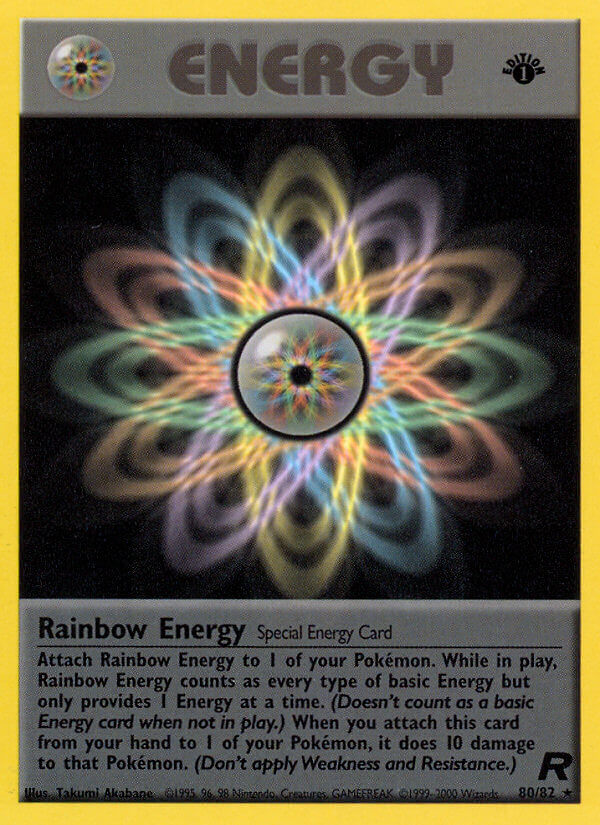 ENERGY
EDITION
1
Rainbow Energy Special Energy Card
Attach Rainbow Energy to 1 of your Pokémon. While in play,
Rainbow Energy counts as every type of basic Energy but
only provides 1 Energy at a time. (Doesn't count as a basic
Energy card when not in play.) When you attach this card
from your hand to 1 of your Pokémon, it does 10 damage
to that Pokémon. (Don't apply Weakness and Resistance.)
R
Illus. Takumi Akabane ©1995, 96, 98 Nintendo, Creatures, GAMEFREAK. ©1999-2000 Wizards. 80/82 ★